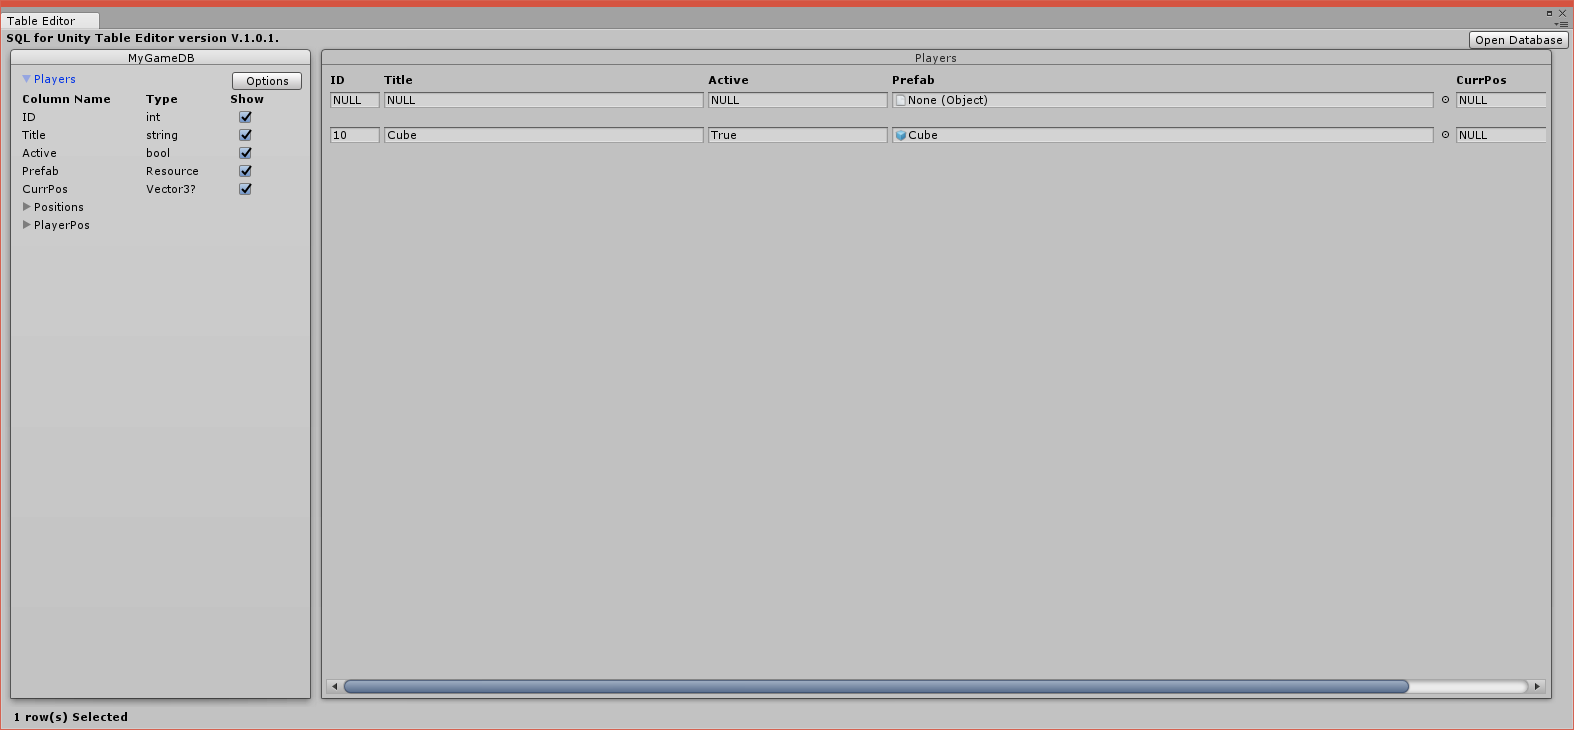 Table Editor
SQL for Unity Table Editor version V.1.0.1.
Open Database
MyGameDB
Players
Options
Column Name Type Show
ID int
Title string
Active bool
Prefab Resource
CurrPos Vector3?
Positions
PlayerPos
Players
ID Title Active Prefab CurrPos
NULL NULL NULL None (Object) NULL
10 Cube True Cube NULL
1 row(s) Selected